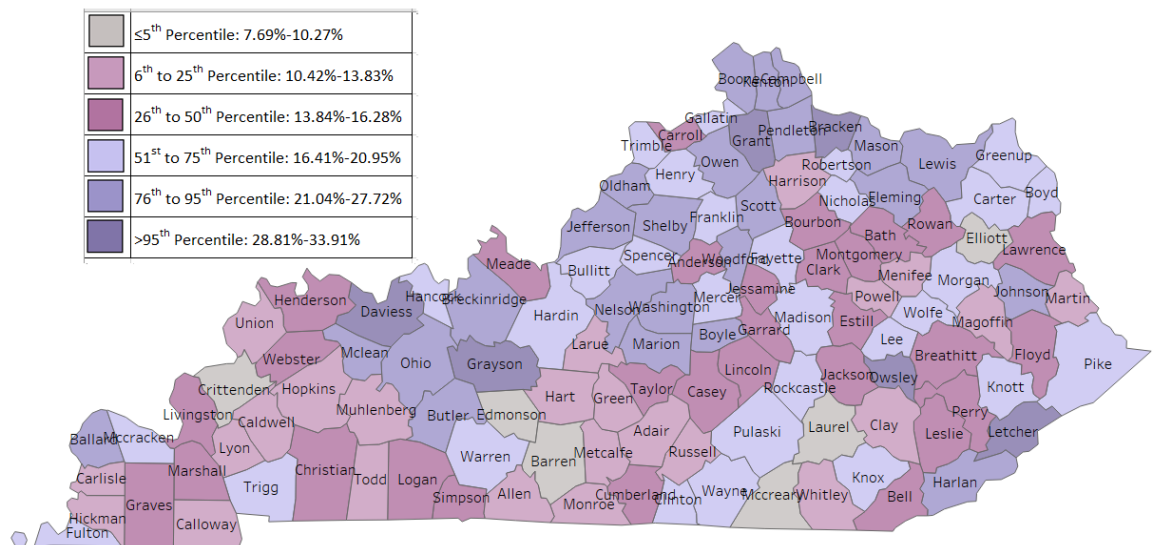 ≤5th Percentile: 7.69%-10.27%
6th to 25th Percentile: 10.42%-13.83%
26th to 50th Percentile: 13.84%-16.28%
51st to 75th Percentile: 16.41%-20.95%
76th to 95th Percentile: 21.04%-27.72%
>95th Percentile: 28.81%-33.91%
Boone Kenton Campbell
Gallatin
Carroll Grant Pendleton Bracken
Trimble Owen Mason
Henry Robertson Lewis Greenup
Oldham Harrison
Nicholas Fleming Carter Boyd
Jefferson Shelby Franklin Scott
Bourbon Bath Rowan Elliott Lawrence
Meade Bullitt Spencer Anderson Woodford Fayette Clark Montgomery
Menifee Morgan
Henderson Daviess Hancock Breckinridge Hardin Nelson Washington Mercer Jessamine Madison Powell Wolfe Johnson Martin
Union Magoffin
Webster Mclean Ohio Grayson Larue Marion Boyle Garrard Estill Lee Breathitt Floyd Pike
Crittenden Hopkins Hart Green Taylor Casey Lincoln Rockcastle Jackson Owsley Knott
Livingston Caldwell Muhlenberg Butler Edmonson Perry
Ballard Mccracken Lyon Warren Barren Metcalfe Adair Russell Pulaski Laurel Clay Leslie Letcher
Carlisle Marshall Christian Todd Logan Knox Harlan
Hickman Graves Trigg Simpson Allen Monroe Cumberland Clinton Wayne Mccreary Whitley Bell
Fulton Calloway